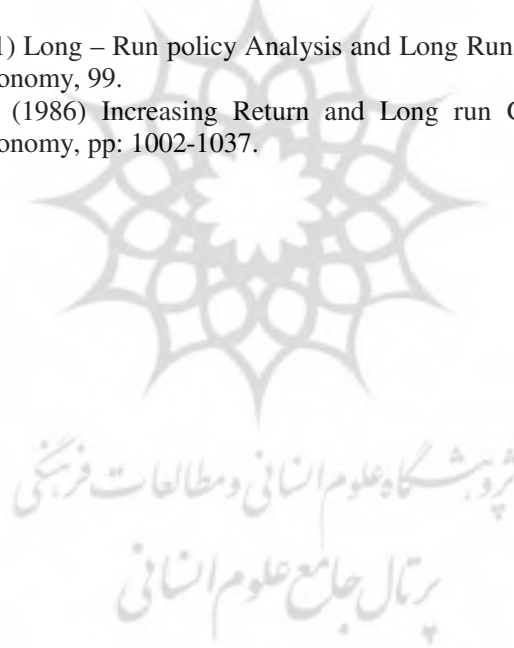 1) Long – Run policy Analysis and Long Run
onomy, 99.
(1986) Increasing Return and Long run
onomy, pp: 1002-1037.
پژوهشگاه علوم انسانی و مطالعات فرهنگی
پرتال جامع علوم انسانی